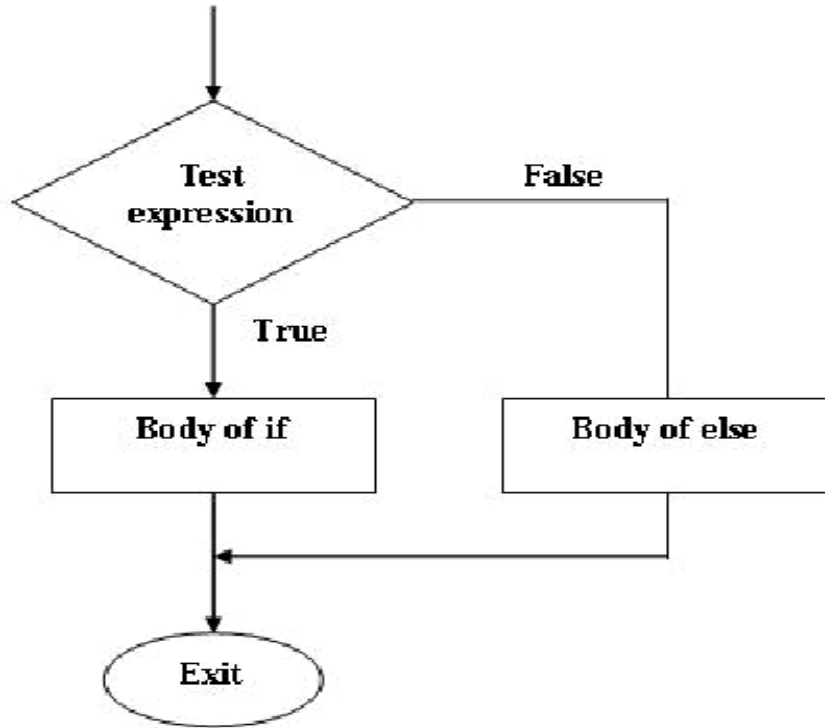 Test
expression
False
True
Body of if
Body of else
Exit